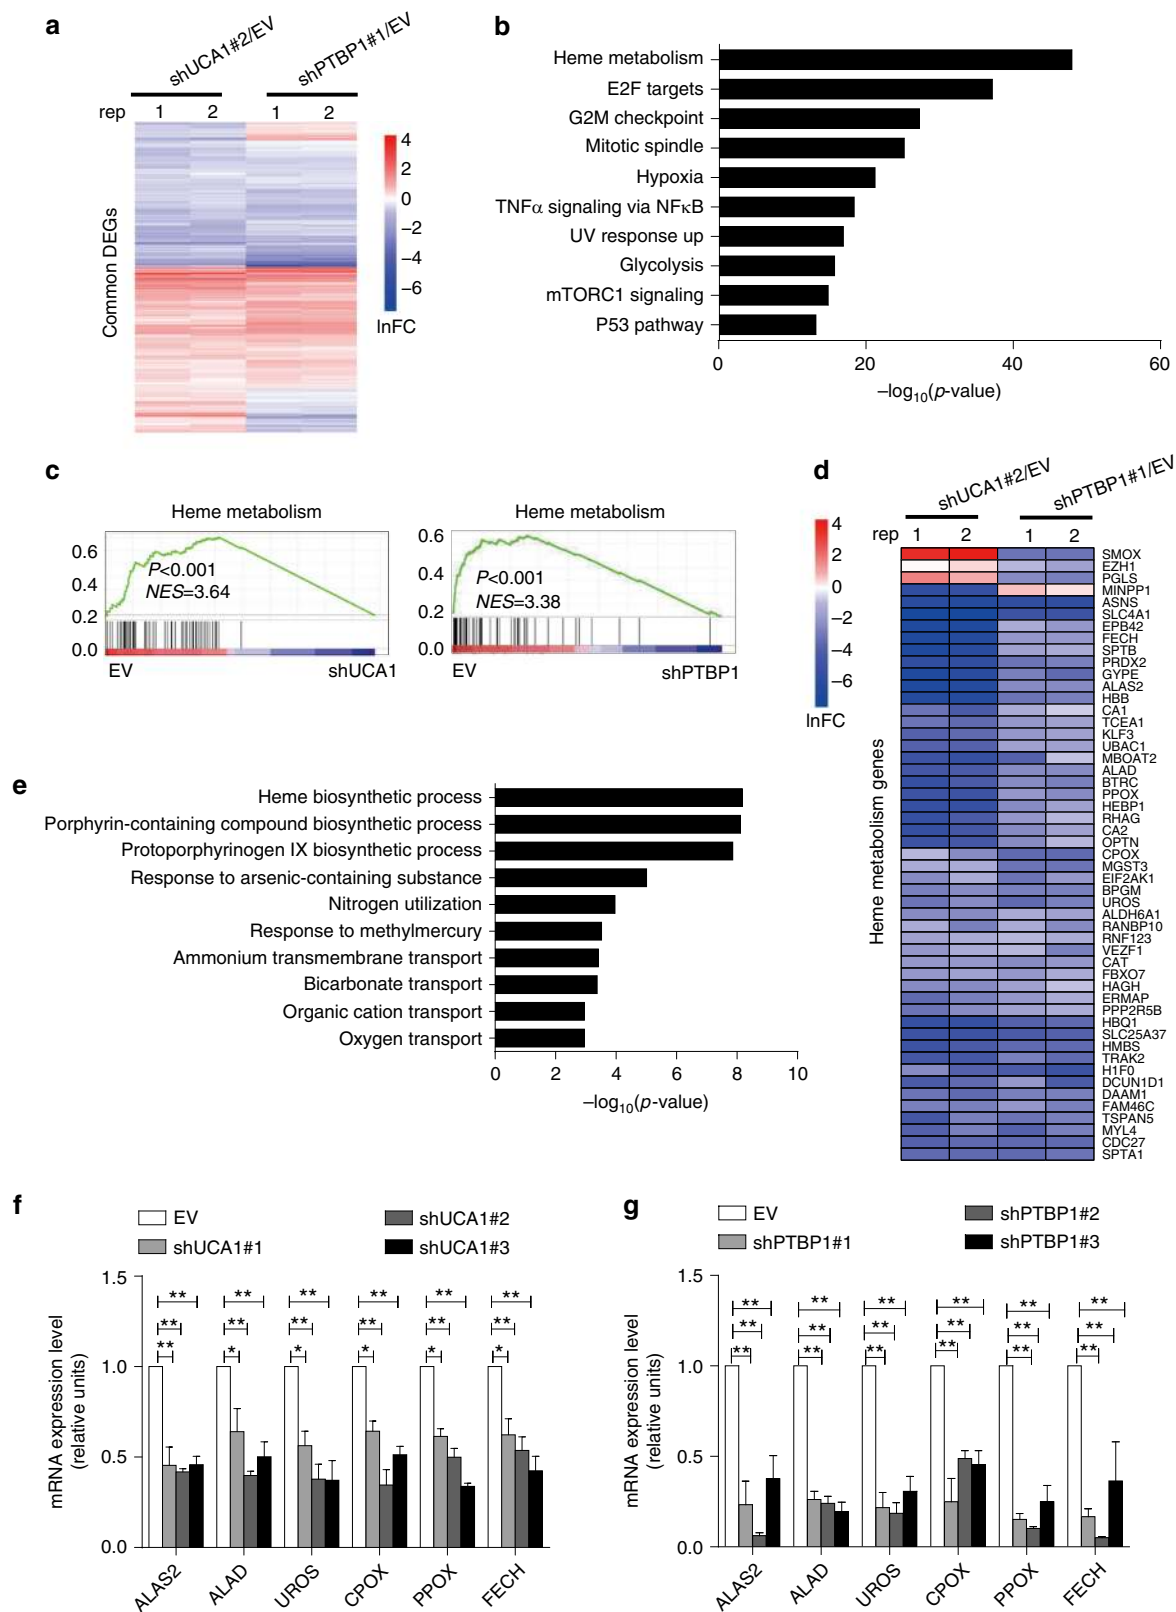 a
shUCA1#2/EV
shPTBP1#1/EV
rep
1
2
1
2
Common DEGs
4
2
0
−2
−4
−6
lnFC
b
Heme metabolism
E2F targets
G2M checkpoint
Mitotic spindle
Hypoxia
TNFα signaling via NFκB
UV response up
Glycolysis
mTORC1 signaling
P53 pathway
0
20
40
60
−log10(p-value)
c
Heme metabolism
0.6
0.4
0.2
0.0
P<0.001
NES=3.64
EV
shUCA1
Heme metabolism
0.6
0.4
0.2
0.0
P<0.001
NES=3.38
EV
shPTBP1
d
shUCA1#2/EV
shPTBP1#1/EV
rep
1
2
1
2
4
2
0
−2
−4
−6
lnFC
Heme metabolism genes
SMOX
EZH1
PGLS
MINPP1
ASNS
SLC4A1
EPB42
FECH
SPTB
PRDX2
GYPE
ALAS2
HBB
CA1
TCEA1
KLF3
UBAC1
MBOAT2
ALAD
BTRC
PPOX
HEBP1
RHAG
CA2
OPTN
CPOX
MGST3
EIF2AK1
BPGM
UROS
ALDH6A1
RANBP10
RNF123
VEZF1
CAT
FBXO7
HAGH
ERMAP
PPP2R5B
HBQ1
SLC25A37
HMBS
TRAK2
H1F0
DCUN1D1
DAAM1
FAM46C
TSPAN5
MYL4
CDC27
SPTA1
e
Heme biosynthetic process
Porphyrin-containing compound biosynthetic process
Protoporphyrinogen IX biosynthetic process
Response to arsenic-containing substance
Nitrogen utilization
Response to methylmercury
Ammonium transmembrane transport
Bicarbonate transport
Organic cation transport
Oxygen transport
0
2
4
6
8
10
−log10(p-value)
f
EV
shUCA1#1
shUCA1#2
shUCA1#3
mRNA expression level
(relative units)
1.5
1.0
0.5
0.0
** ** ** ** ** **
** ** ** ** ** **
** * * * * *
ALAS2
ALAD
UROS
CPOX
PPOX
FECH
g
EV
shPTBP1#1
shPTBP1#2
shPTBP1#3
mRNA expression level
(relative units)
1.5
1.0
0.5
0.0
** ** ** ** ** **
** ** ** ** ** **
** ** ** ** ** **
ALAS2
ALAD
UROS
CPOX
PPOX
FECH